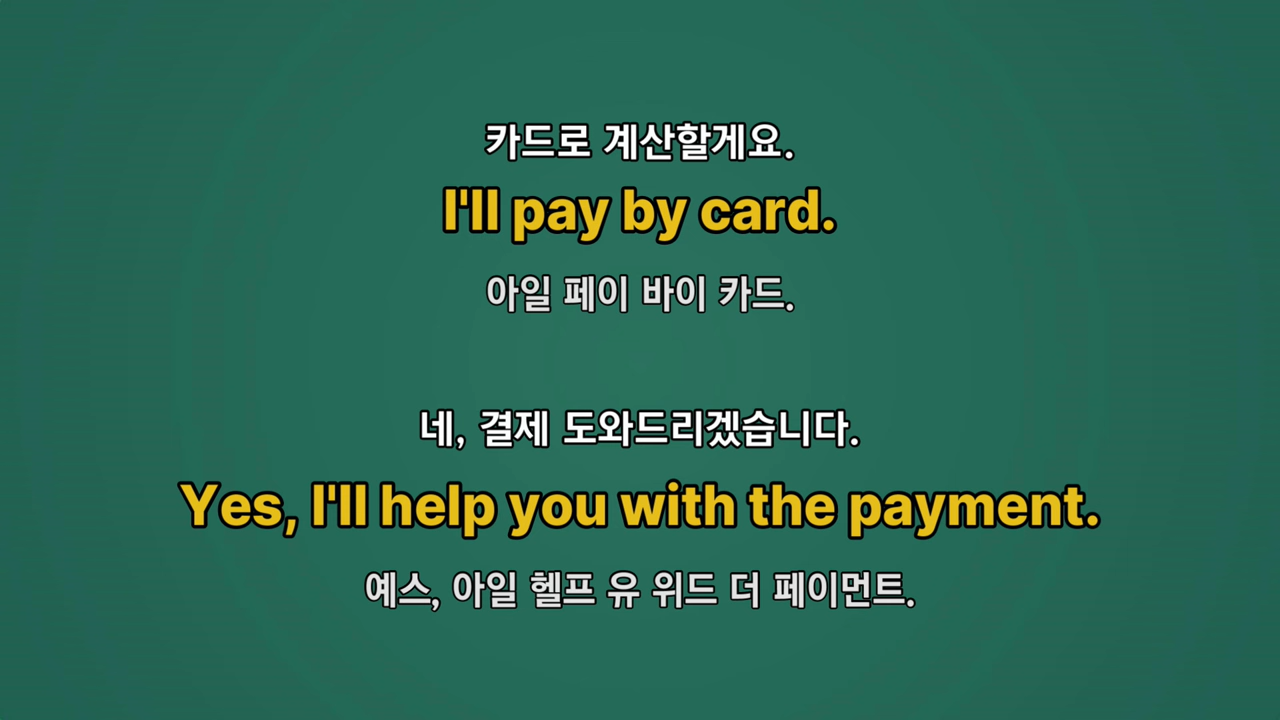 카드로 계산할게요.
I'll pay by card.
아일 페이 바이 카드.
네, 결제 도와드리겠습니다.
Yes, I'll help you with the payment.
예스, 아일 헬프 유 위드 더 페이먼트.